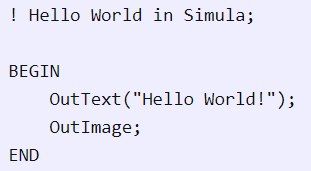 ! Hello World in Simula;

BEGIN
    OutText("Hello World!");
    OutImage;
END